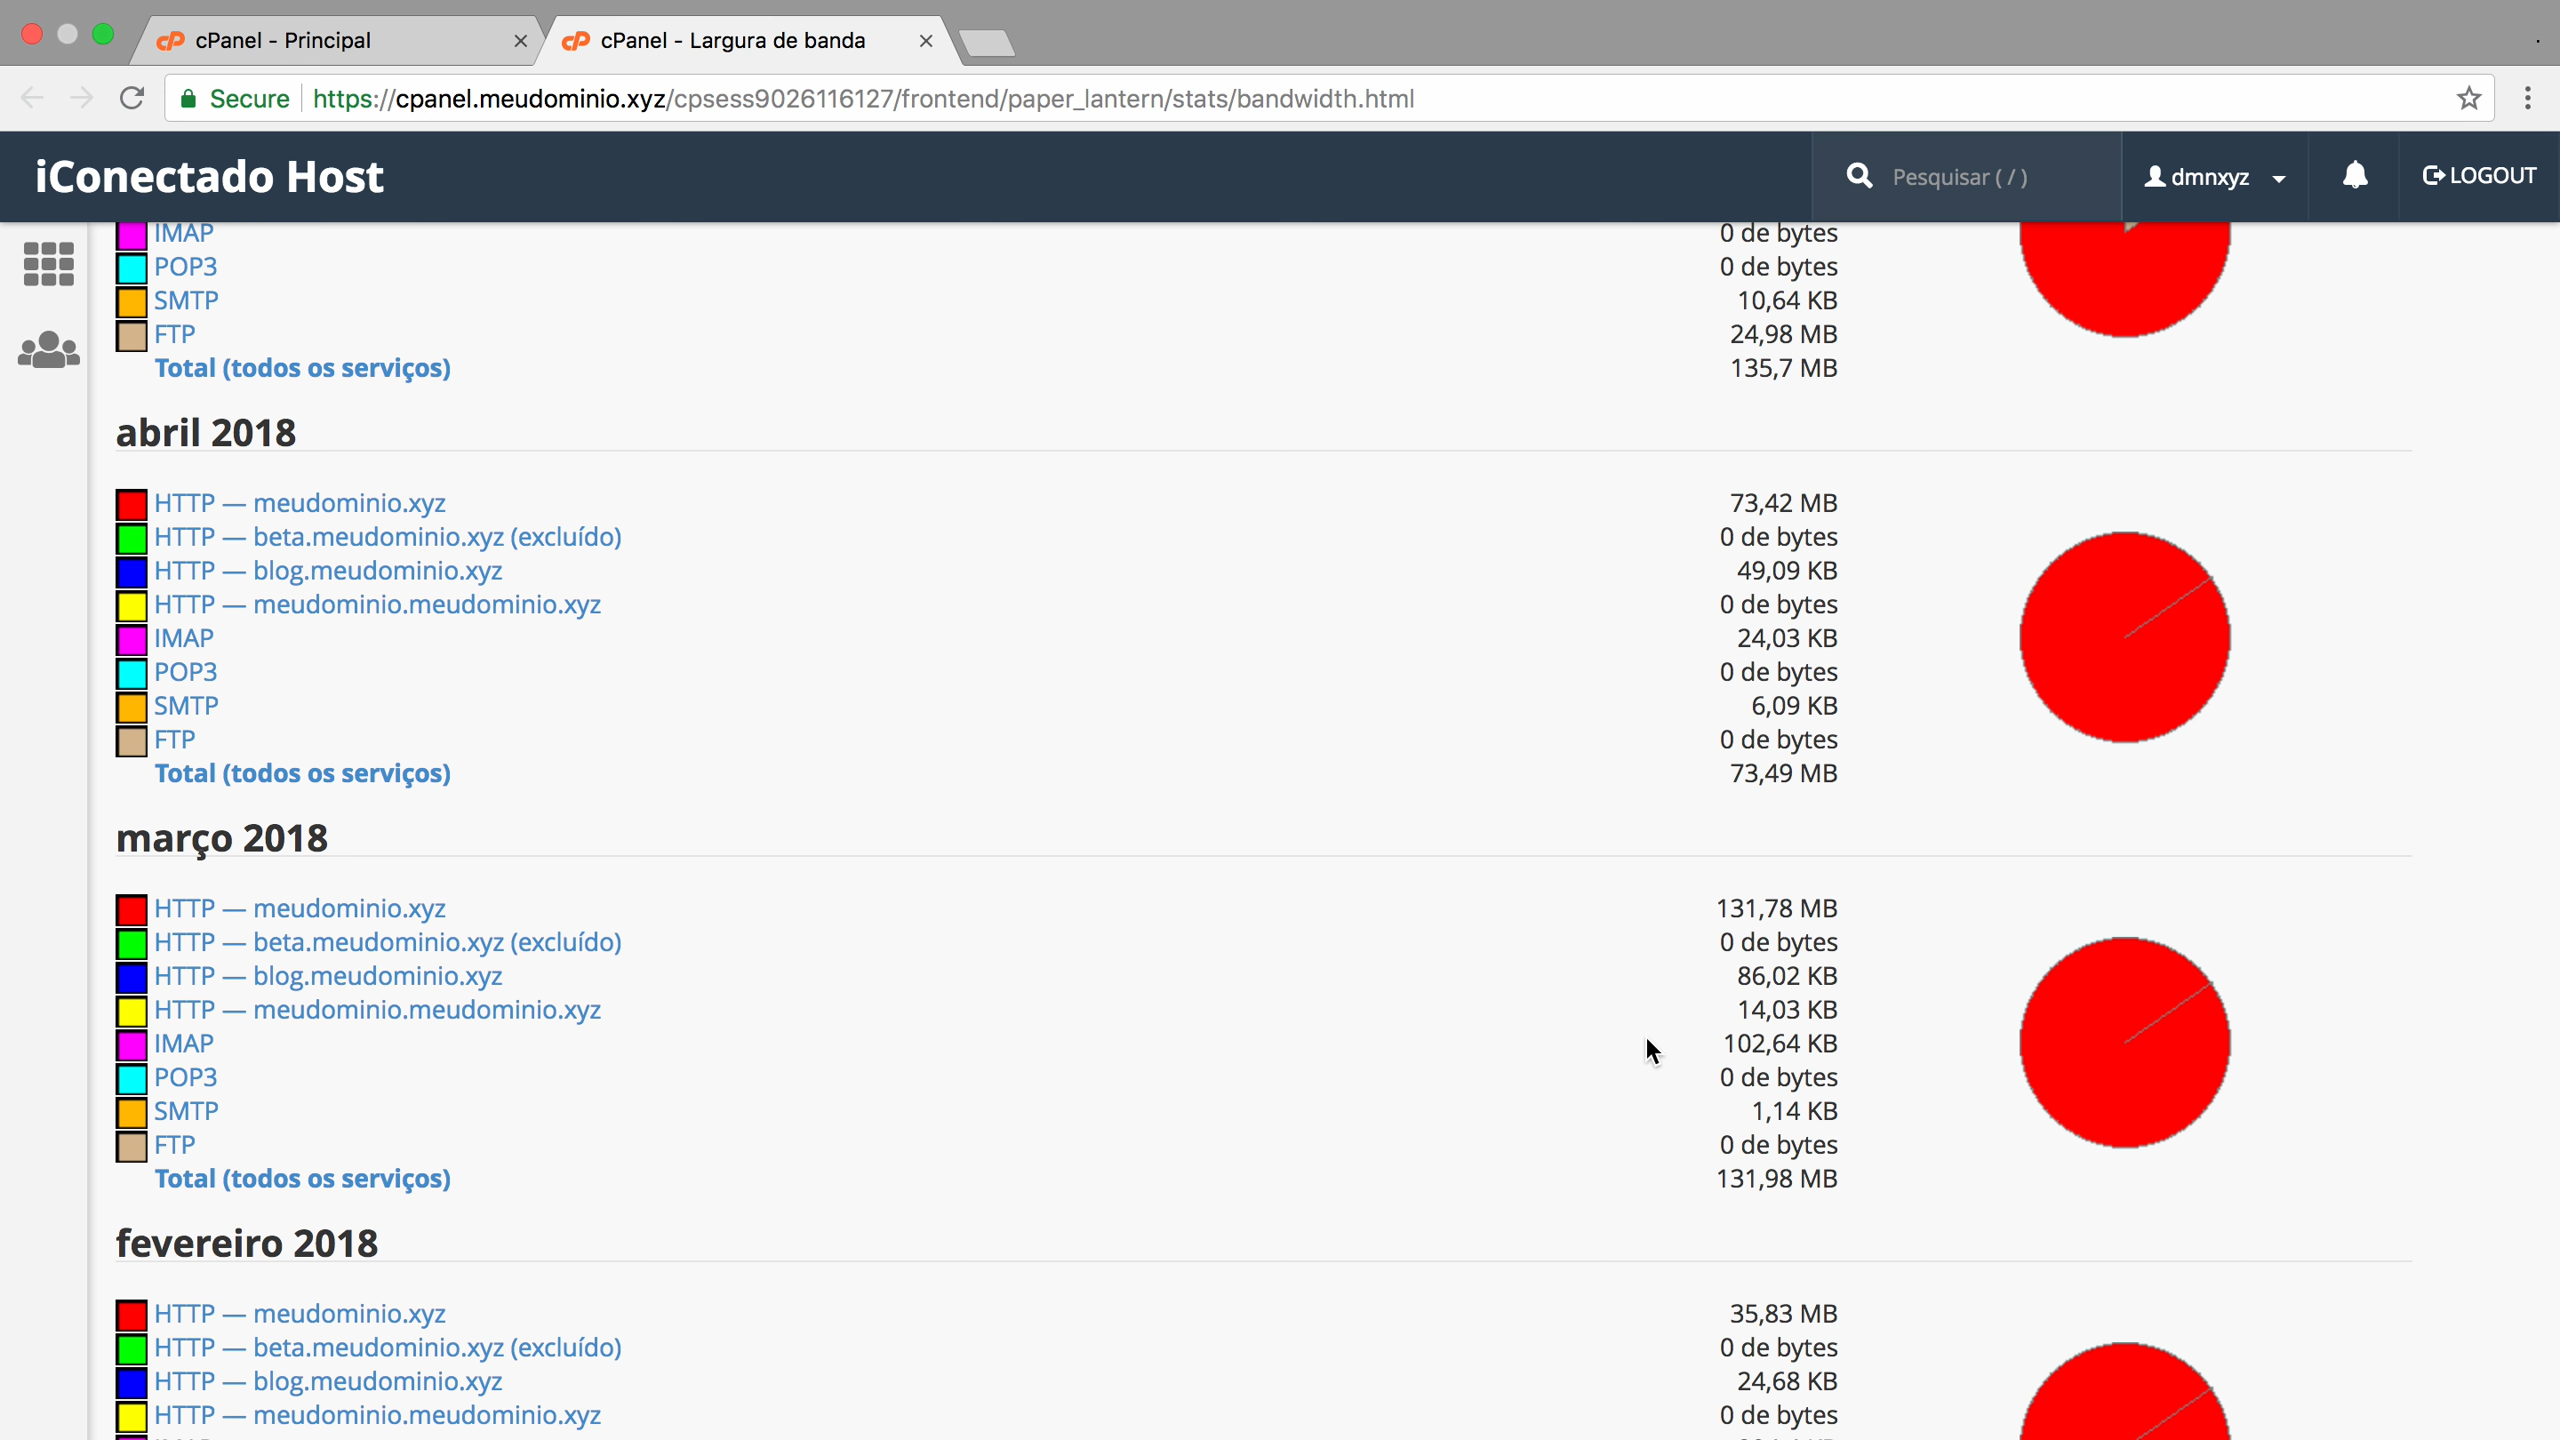 cPanel - Principal
cPanel - Largura de banda
Secure https://cpanel.meudominio.xyz/cpsess9026116127/frontend/paper_lantern/stats/bandwidth.html
iConectado Host Pesquisar ( / ) dmnxyz LOGOUT
IMAP 0 de bytes
POP3 0 de bytes
SMTP 10,64 KB
FTP 24,98 MB
Total (todos os serviços) 135,7 MB
abril 2018
HTTP — meudominio.xyz 73,42 MB
HTTP — beta.meudominio.xyz (excluído) 0 de bytes
HTTP — blog.meudominio.xyz 49,09 KB
HTTP — meudominio.meudominio.xyz 0 de bytes
IMAP 24,03 KB
POP3 0 de bytes
SMTP 6,09 KB
FTP 0 de bytes
Total (todos os serviços) 73,49 MB
março 2018
HTTP — meudominio.xyz 131,78 MB
HTTP — beta.meudominio.xyz (excluído) 0 de bytes
HTTP — blog.meudominio.xyz 86,02 KB
HTTP — meudominio.meudominio.xyz 14,03 KB
IMAP 102,64 KB
POP3 0 de bytes
SMTP 1,14 KB
FTP 0 de bytes
Total (todos os serviços) 131,98 MB
fevereiro 2018
HTTP — meudominio.xyz 35,83 MB
HTTP — beta.meudominio.xyz (excluído) 0 de bytes
HTTP — blog.meudominio.xyz 24,68 KB
HTTP — meudominio.meudominio.xyz 0 de bytes